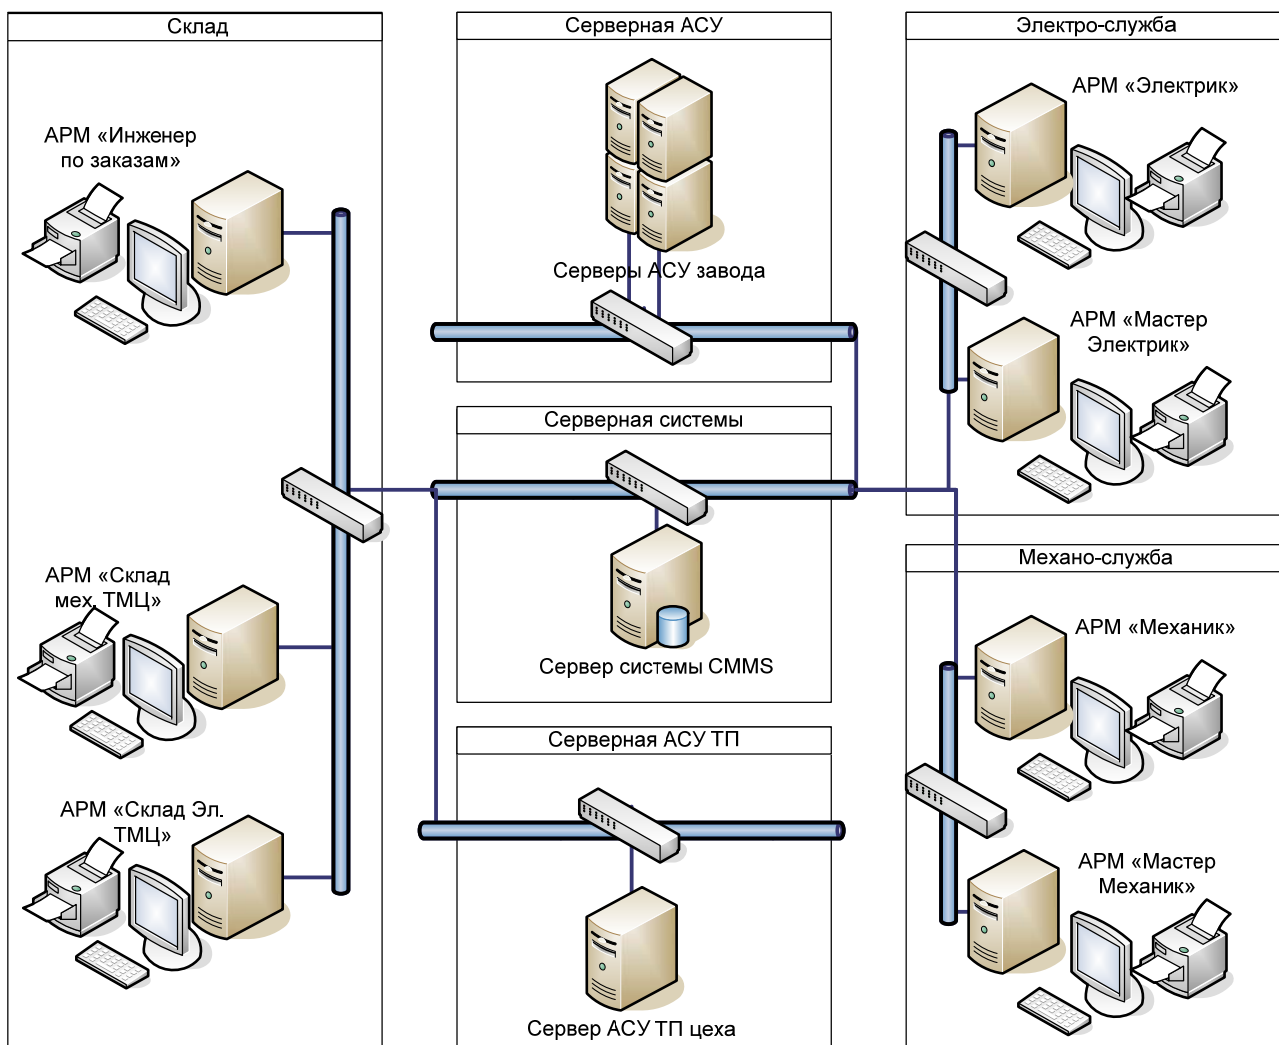 Склад
АРМ «Инженер
по заказам»
АРМ «Склад
мех. ТМЦ»
АРМ «Склад Эл.
ТМЦ»
Серверная АСУ
Серверы АСУ завода
Серверная системы
Сервер системы CMMS
Серверная АСУ ТП
Сервер АСУ ТП цеха
Электро-служба
АРМ «Электрик»
АРМ «Мастер
Электрик»
Механо-служба
АРМ «Механик»
АРМ «Мастер
Механик»